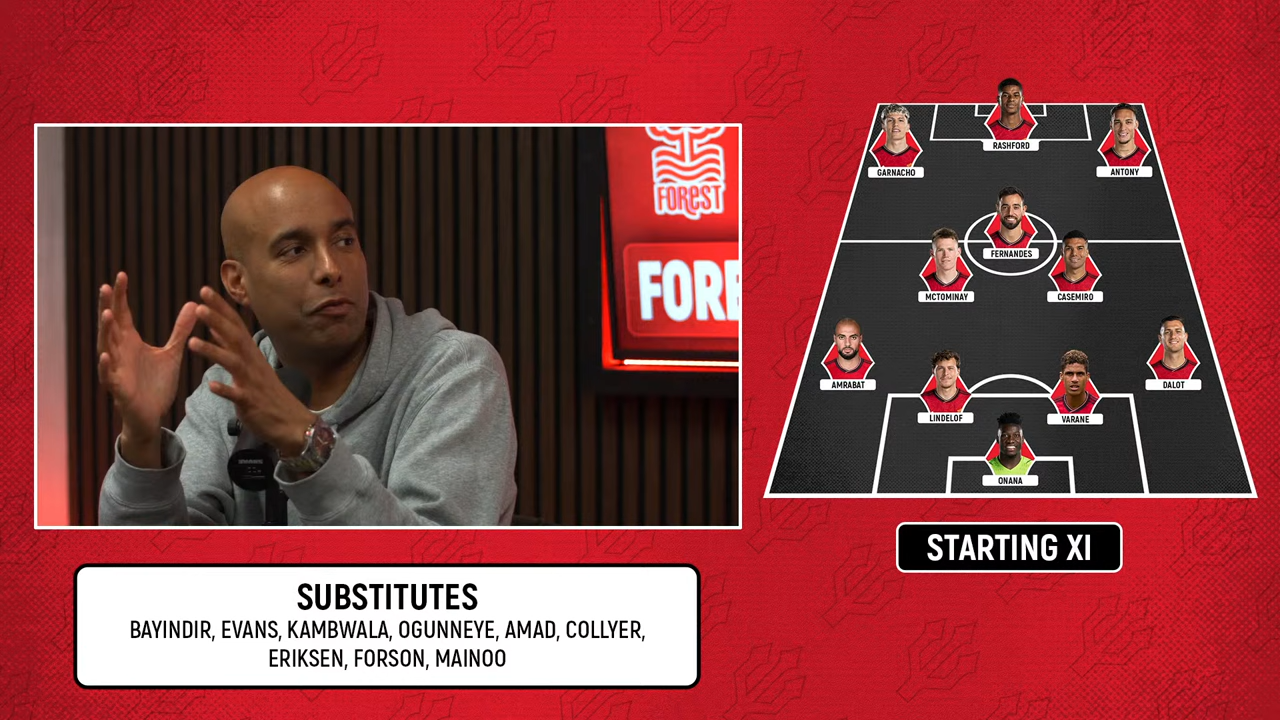 FOREST
FORE
SUBSTITUTES
BAYINDIR, EVANS, KAMBWALA, OGUNNEYE, AMAD, COLLYER,
ERIKSEN, FORSON, MAINOO
RASHFORD
GARNACHO
ANTONY
FERNANDES
MCTOMINAY
CASEMIRO
AMRABAT
DALOT
LINDELOF
VARANE
ONANA
STARTING XI